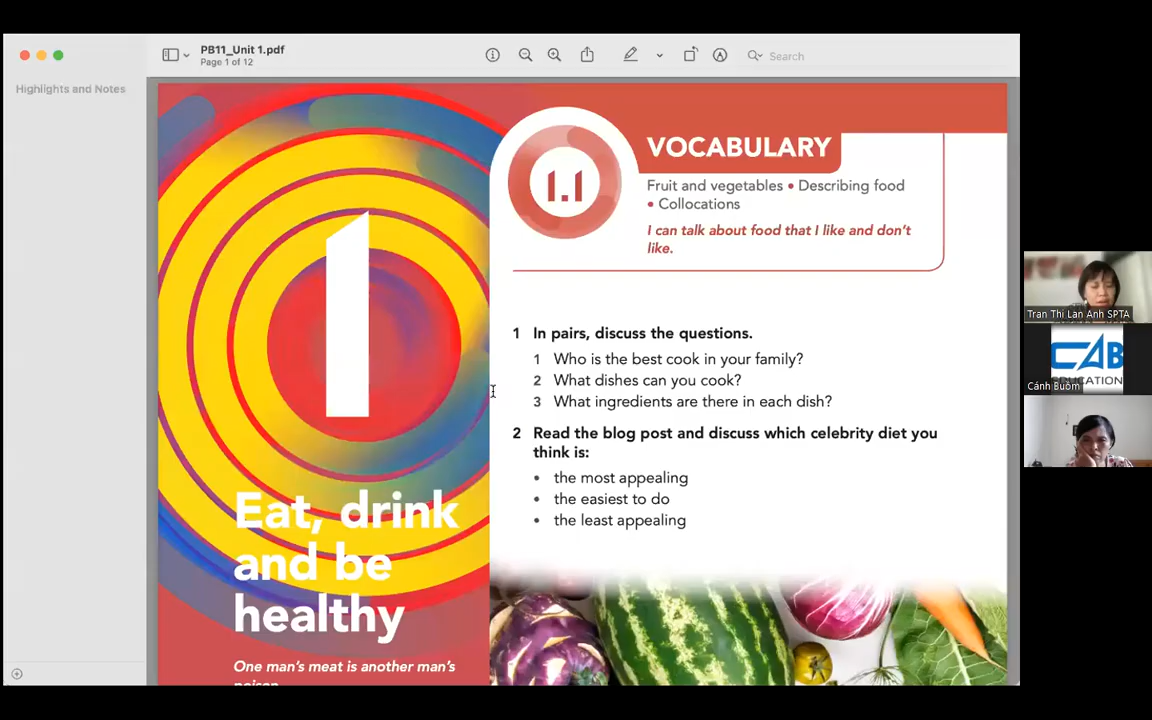 PB11_Unit 1.pdf
Page 1 of 12
Search
Highlights and Notes
1
Eat, drink
and be
healthy
One man's meat is another man's
poison
1.1
VOCABULARY
Fruit and vegetables • Describing food
• Collocations
I can talk about food that I like and don't
like.
1 In pairs, discuss the questions.
1 Who is the best cook in your family?
2 What dishes can you cook?
3 What ingredients are there in each dish?
2 Read the blog post and discuss which celebrity diet you
think is:
• the most appealing
• the easiest to do
• the least appealing
Tran Thi Lan Anh SPTA
CAB
EDUCATION
Cánh Buồm